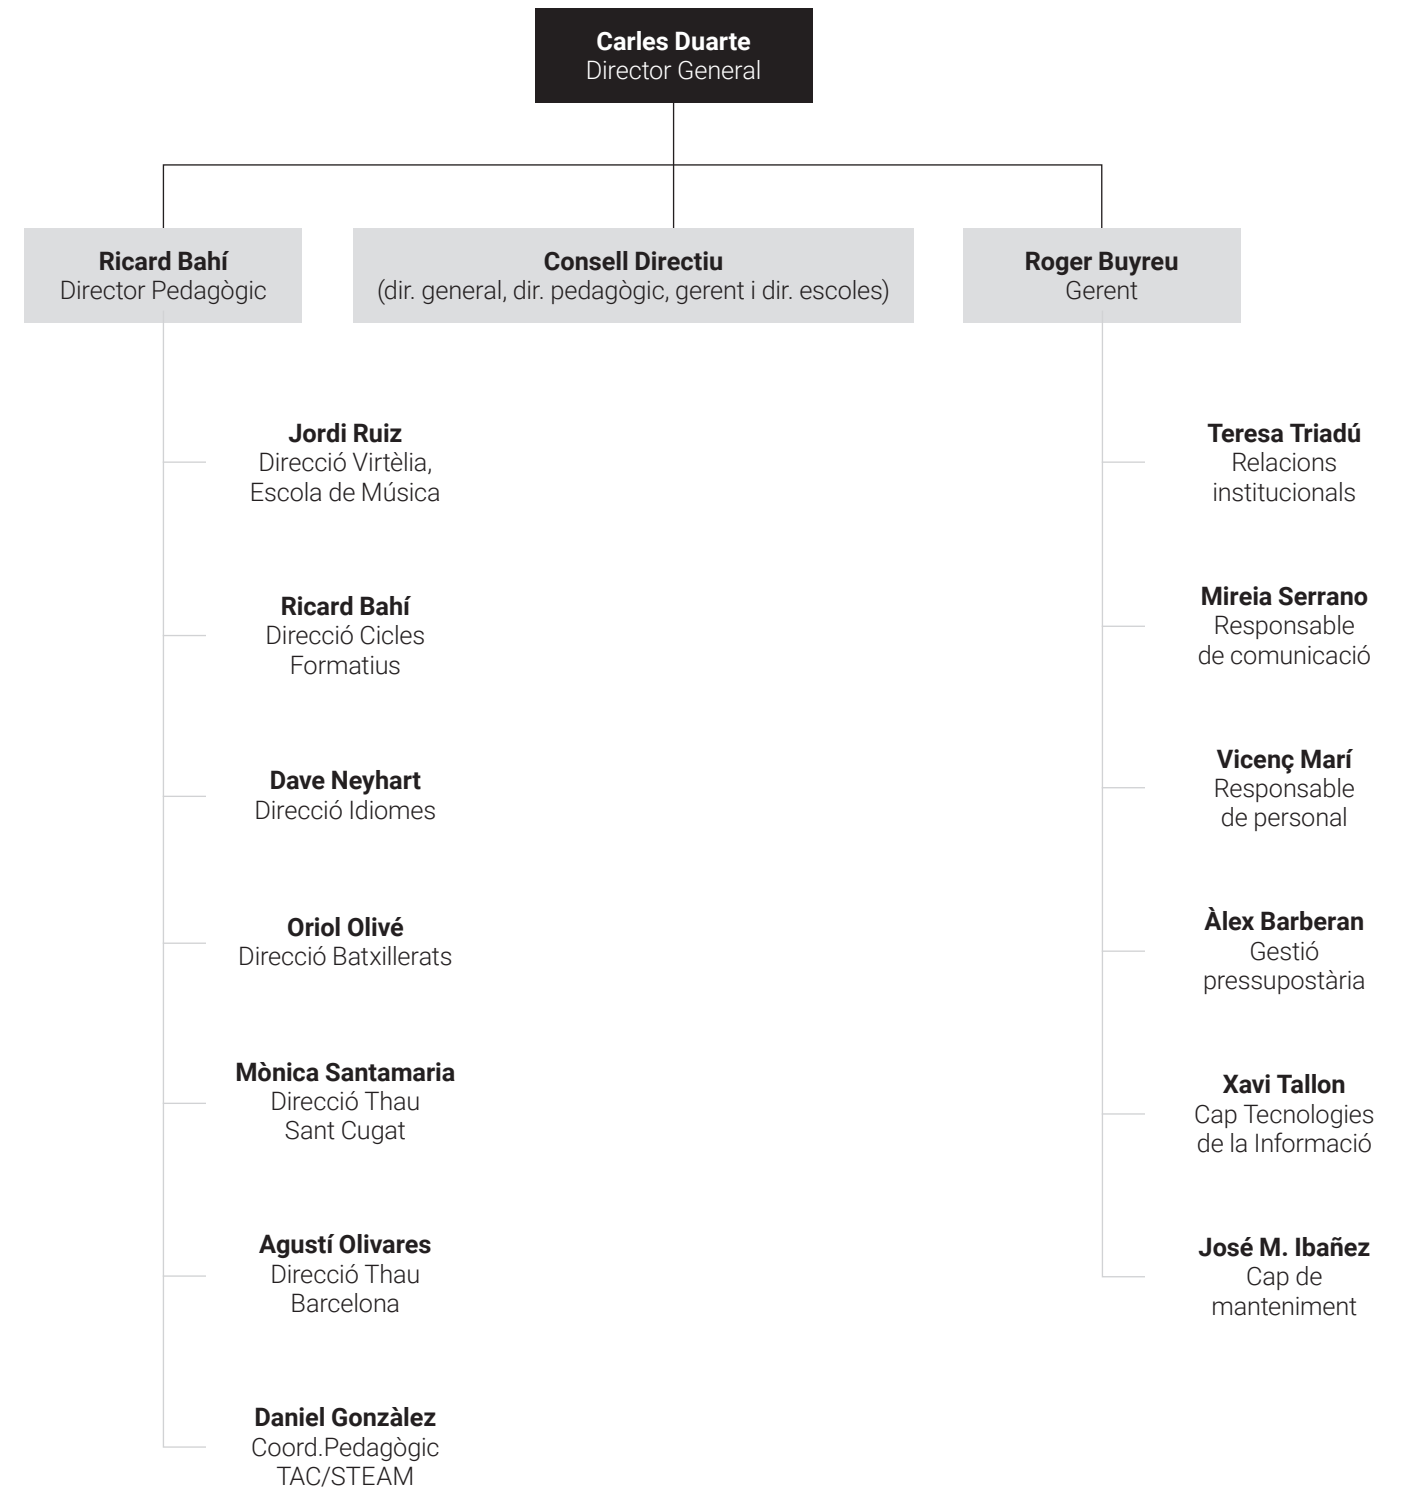 Carles Duarte
Director General
Ricard Bahí
Director Pedagògic
Consell Directiu
(dir. general, dir. pedagògic, gerent i dir. escoles)
Roger Buyreu
Gerent
Jordi Ruiz
Direcció Virtèlia,
Escola de Música
Ricard Bahí
Direcció Cicles
Formatius
Dave Neyhart
Direcció Idiomes
Oriol Olivé
Direcció Batxillerats
Mònica Santamaria
Direcció Thau
Sant Cugat
Agustí Olivares
Direcció Thau
Barcelona
Daniel Gonzàlez
Coord.Pedagògic
TAC/STEAM
Teresa Triadú
Relacions
institucionals
Mireia Serrano
Responsable
de comunicació
Vicenç Marí
Responsable
de personal
Àlex Barberan
Gestió
pressupostària
Xavi Tallon
Cap Tecnologies
de la Informació
José M. Ibañez
Cap de
manteniment